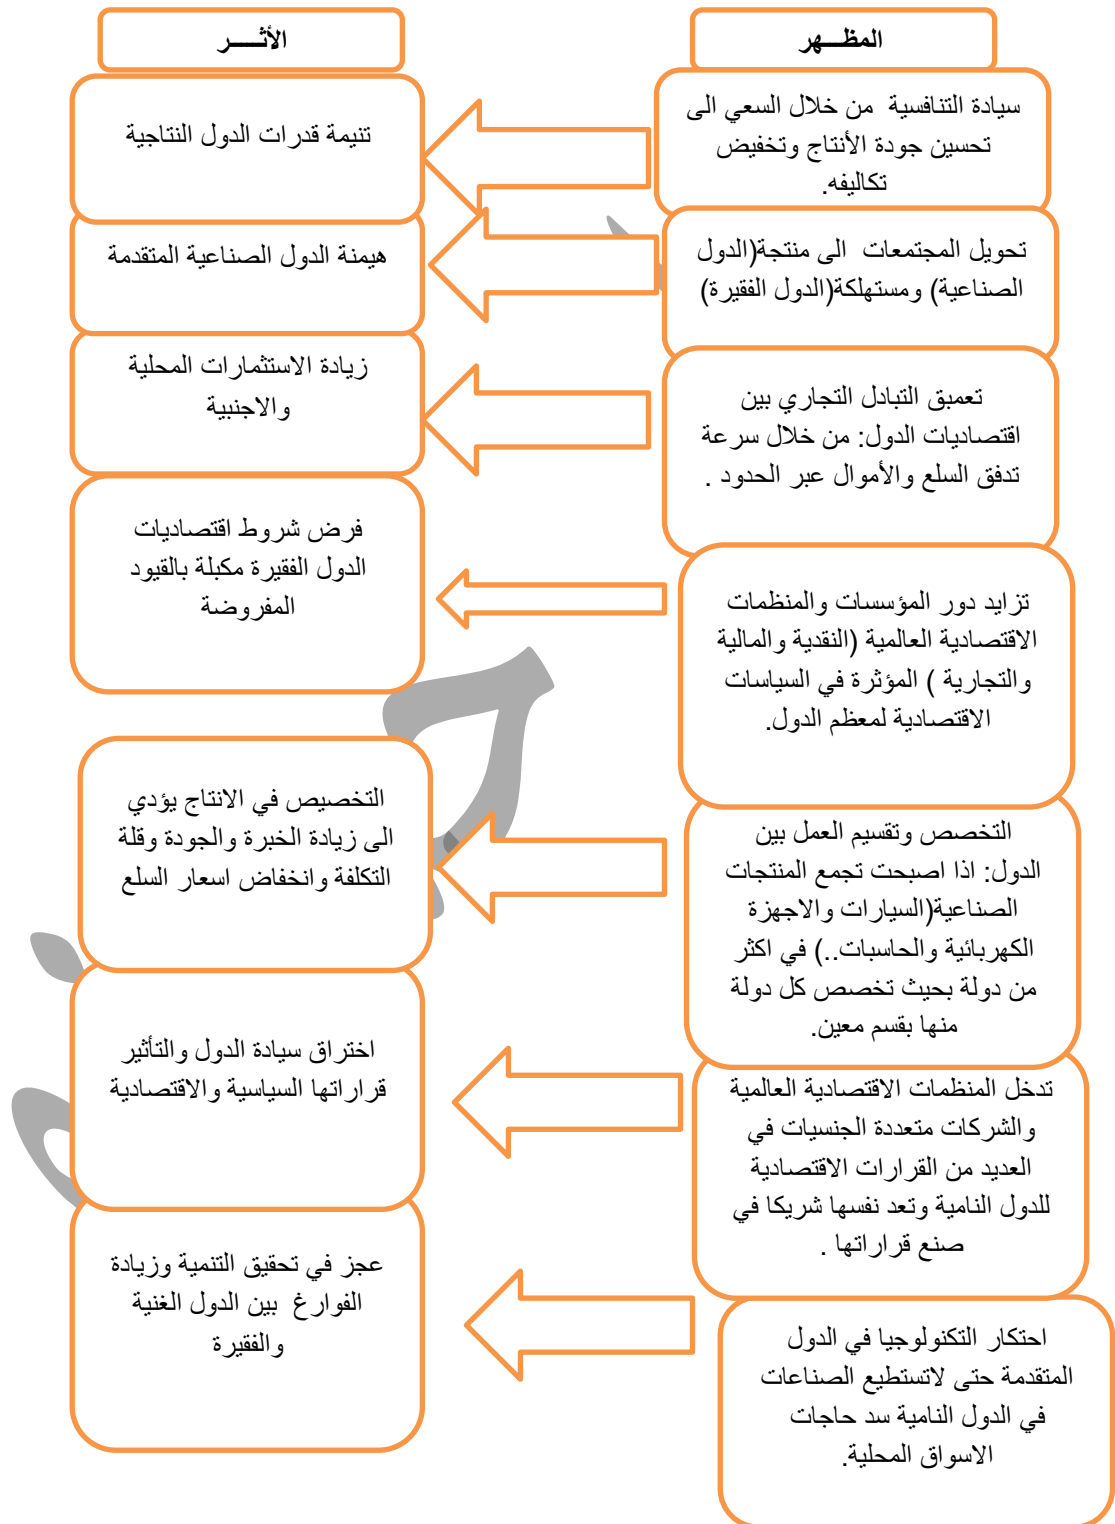 المظـــهر
الأثـــــر
سيادة التنافسية من خلال السعي الى
تحسين جودة الأنتاج وتخفيض
تكاليفه.
تنيمة قدرات الدول النتاجية
تحويل المجتمعات الى منتجة(الدول
الصناعية) ومستهلكة(الدول الفقيرة)
هيمنة الدول الصناعية المتقدمة
تعمبق التبادل التجاري بين
اقتصاديات الدول: من خلال سرعة
تدفق السلع والأموال عبر الحدود .
زيادة الاستثمارات المحلية
والاجنبية
تزايد دور المؤسسات والمنظمات
الاقتصادية العالمية (النقدية والمالية
والتجارية ) المؤثرة في السياسات
الاقتصادية لمعظم الدول.
فرض شروط اقتصاديات
الدول الفقيرة مكبلة بالقيود
المفروضة
التخصص وتقسيم العمل بين
الدول: اذا اصبحت تجمع المنتجات
الصناعية(السيارات والاجهزة
الكهربائية والحاسبات..) في اكثر
من دولة بحيث تخصص كل دولة
منها بقسم معين.
التخصيص في الانتاج يؤدي
الى زيادة الخبرة والجودة وقلة
التكلفة وانخفاض اسعار السلع
تدخل المنظمات الاقتصادية العالمية
والشركات متعددة الجنسيات في
العديد من القرارات الاقتصادية
للدول النامية وتعد نفسها شريكا في
صنع قراراتها .
اختراق سيادة الدول والتأثير
قراراتها السياسية والاقتصادية
احتكار التكنولوجيا في الدول
المتقدمة حتى لاتستطيع الصناعات
في الدول النامية سد حاجات
الاسواق المحلية.
عجز في تحقيق التنمية وزيادة
الفوارغ بين الدول الغنية
والفقيرة